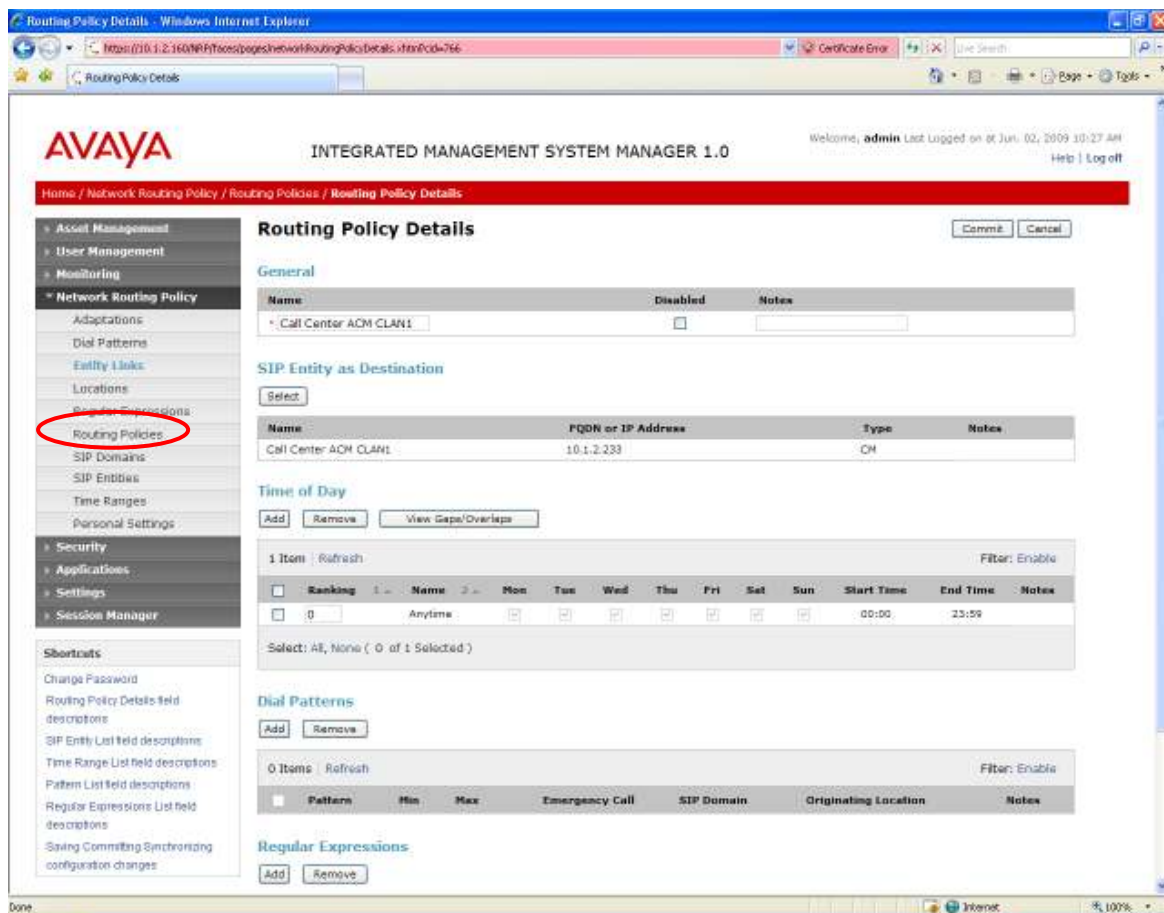 Routing Policy Details - Windows Internet Explorer
https://10.1.2.160/NRP/faces/pages/networkRoutingPolicyDetails.xhtml?cid=766
Certificate Error
Live Search
Routing Policy Details
Page
Tools
AVAYA
INTEGRATED MANAGEMENT SYSTEM MANAGER 1.0
Welcome, admin Last Logged on at Jun. 02, 2009 10:27 AM
Help | Log off
Home / Network Routing Policy / Routing Policies / Routing Policy Details
Asset Management
User Management
Monitoring
Network Routing Policy
Adaptations
Dial Patterns
Entity Links
Locations
Regular Expressions
Routing Policies
SIP Domains
SIP Entities
Time Ranges
Personal Settings
Security
Applications
Settings
Session Manager
Shortcuts
Change Password
Routing Policy Details field
descriptions
SIP Entity List field descriptions
Time Range List field descriptions
Pattern List field descriptions
Regular Expressions List field
descriptions
Saving Committing Synchronizing
configuration changes
Routing Policy Details
Commit Cancel
General
Name Disabled Notes
* Call Center ACM CLAN1
SIP Entity as Destination
Select
Name FQDN or IP Address Type Notes
Call Center ACM CLAN1 10.1.2.233 CM
Time of Day
Add Remove View Gaps/Overlaps
1 Item Refresh Filter: Enable
Ranking 1 Name 2 Mon Tue Wed Thu Fri Sat Sun Start Time End Time Notes
0 Anytime 00:00 23:59
Select: All, None ( 0 of 1 Selected )
Dial Patterns
Add Remove
0 Items Refresh Filter: Enable
Pattern Min Max Emergency Call SIP Domain Originating Location Notes
Regular Expressions
Add Remove
Done
Internet
100%